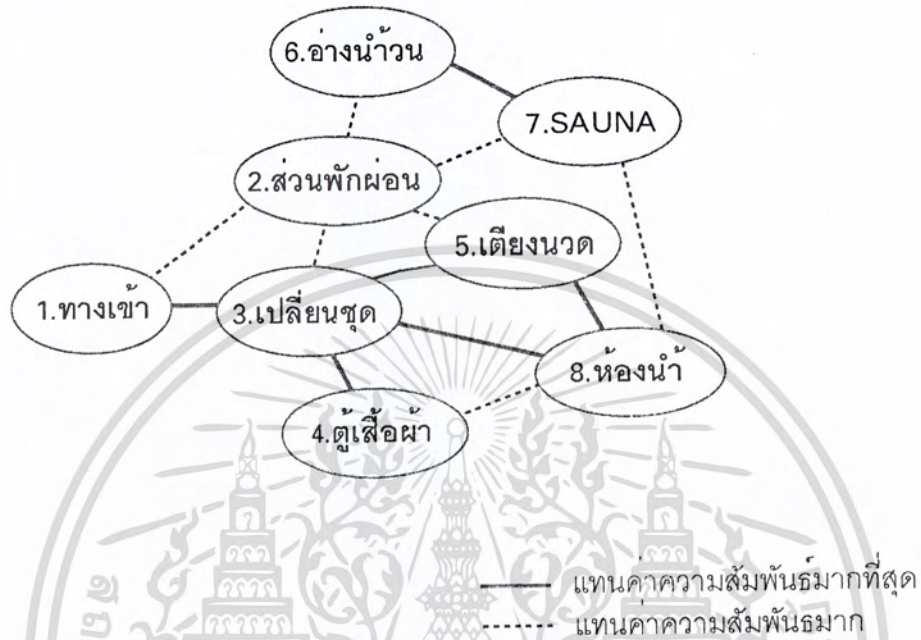 6.อ่างน้ำวน
7.SAUNA
2.ส่วนพักผ่อน
5.เตียงนวด
1.ทางเข้า
3.เปลี่ยนชุด
8.ห้องน้ำ
4.ตู้เสื้อผ้า
แทนค่าความสัมพันธ์มากที่สุด
แทนค่าความสัมพันธ์มาก